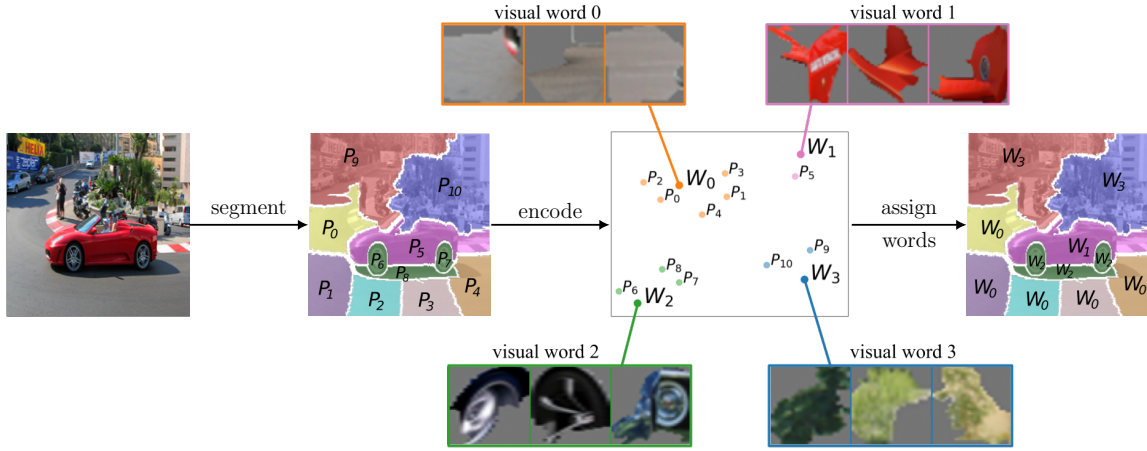 visual word 0
visual word 1
HELLO
P9
P10
P0
P5
P6
P7
P8
P1
P2
P3
P4
segment
encode
W1
P5
P2
P3
W0
P0
P1
P4
P9
P8
P10
P7
P6
W3
W2
assign
words
W3
W3
W0
W1
W2
W2
W2
W0
W0
W0
W0
visual word 2
visual word 3